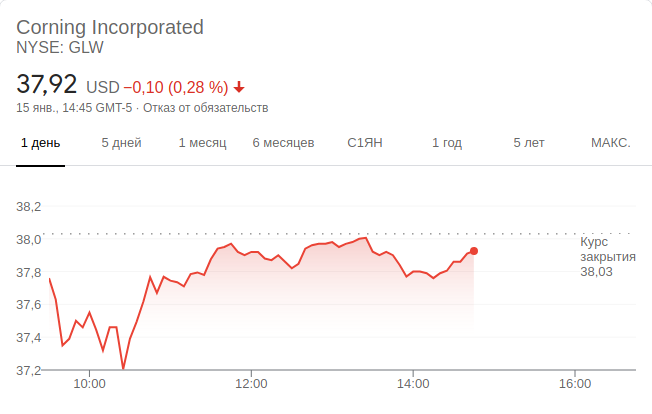 Corning Incorporated
NYSE: GLW
37,92 USD −0,10 (0,28 %)
15 янв., 14:45 GMT-5 · Отказ от обязательств
1 день 5 дней 1 месяц 6 месяцев С1ЯН 1 год 5 лет МАКС.
38,2
38,0
37,8
37,6
37,4
37,2
Курс
закрытия
38,03
10:00 12:00 14:00 16:00